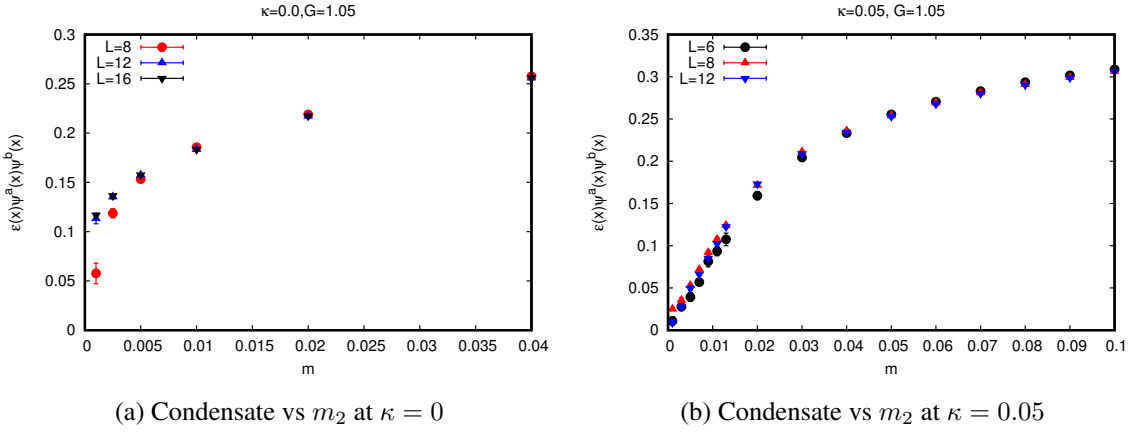 κ=0.0,G=1.05
0.3
0.25
0.2
0.15
0.1
0.05
0
L=8
L=12
L=16
ε(x)ψᵃ(x)ψᵇ(x)
0 0.005 0.01 0.015 0.02 0.025 0.03 0.035 0.04
m
(a) Condensate vs m₂ at κ = 0
κ=0.05, G=1.05
0.35
0.3
0.25
0.2
0.15
0.1
0.05
0
L=6
L=8
L=12
ε(x)ψᵃ(x)ψᵇ(x)
0 0.01 0.02 0.03 0.04 0.05 0.06 0.07 0.08 0.09 0.1
m
(b) Condensate vs m₂ at κ = 0.05